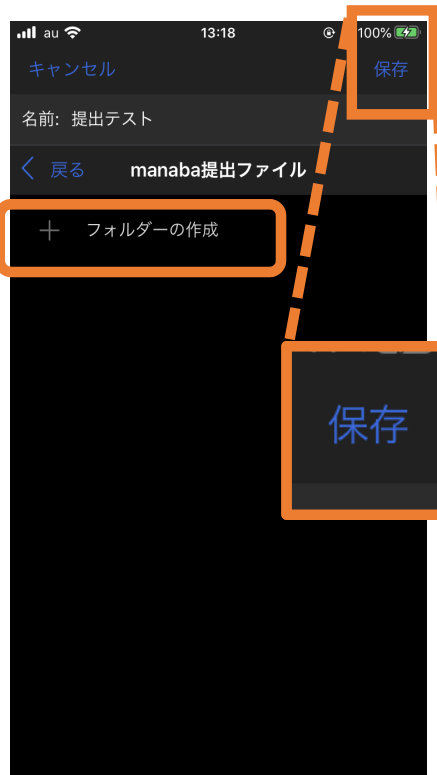 au 13:18 100%
キャンセル 保存
名前: 提出テスト
戻る manaba提出ファイル
フォルダーの作成
保存